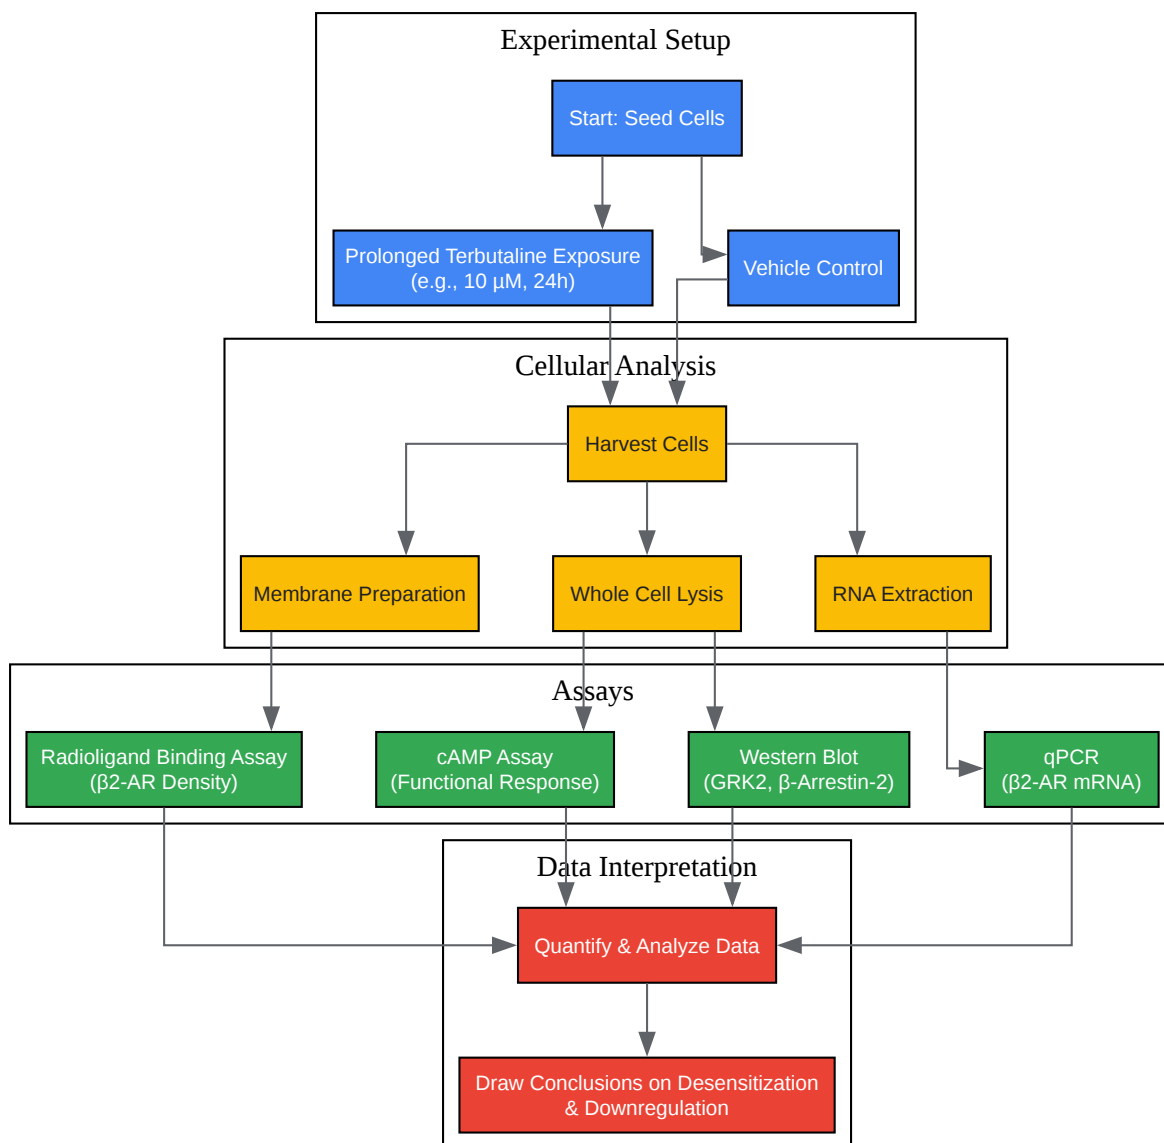 Experimental Setup
Start: Seed Cells
Prolonged Terbutaline Exposure
(e.g., 10 µM, 24h)
Vehicle Control
Cellular Analysis
Harvest Cells
Membrane Preparation
Whole Cell Lysis
RNA Extraction
Assays
Radioligand Binding Assay
(β2-AR Density)
cAMP Assay
(Functional Response)
Western Blot
(GRK2, β-Arrestin-2)
qPCR
(β2-AR mRNA)
Data Interpretation
Quantify & Analyze Data
Draw Conclusions on Desensitization
& Downregulation